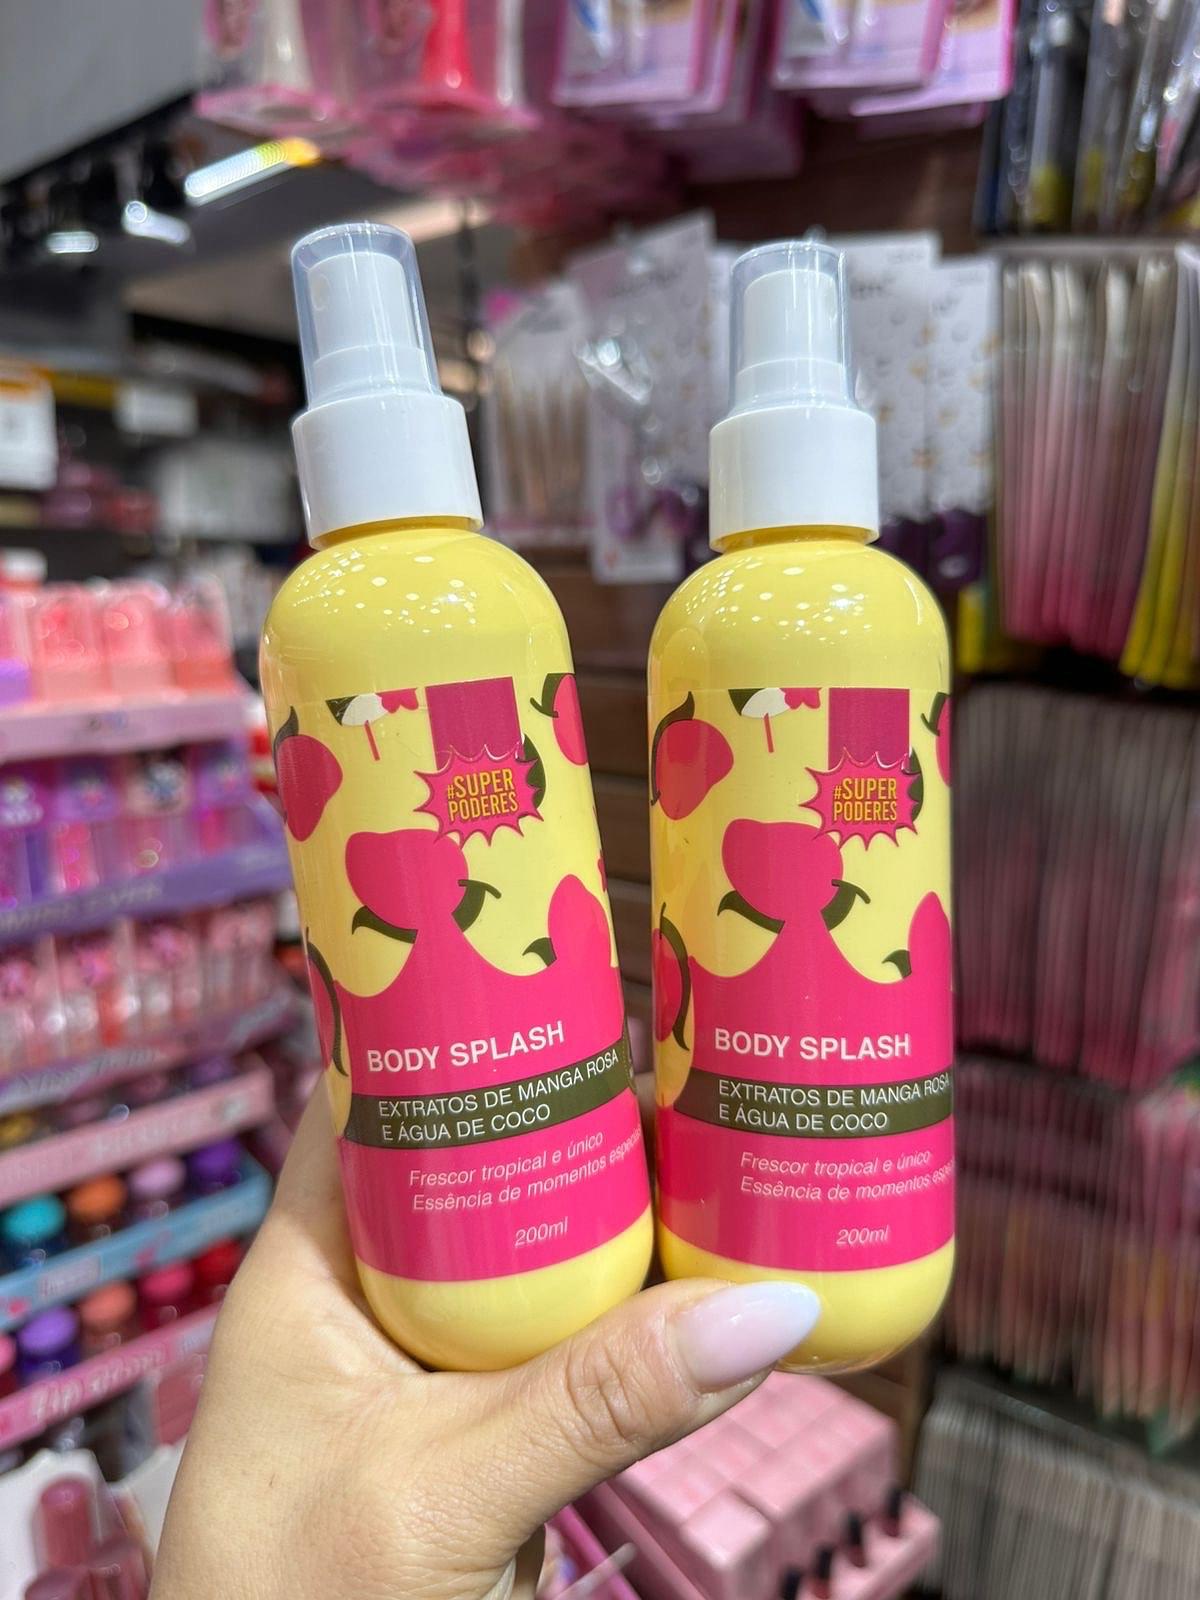 #SUPER
PODERES
BODY SPLASH
EXTRATOS DE MANGA ROSA
E ÁGUA DE COCO
Frescor tropical e único
Essência de momentos especiais
200ml
#SUPER
PODERES
BODY SPLASH
EXTRATOS DE MANGA ROSA
E ÁGUA DE COCO
Frescor tropical e único
Essência de momentos
200ml